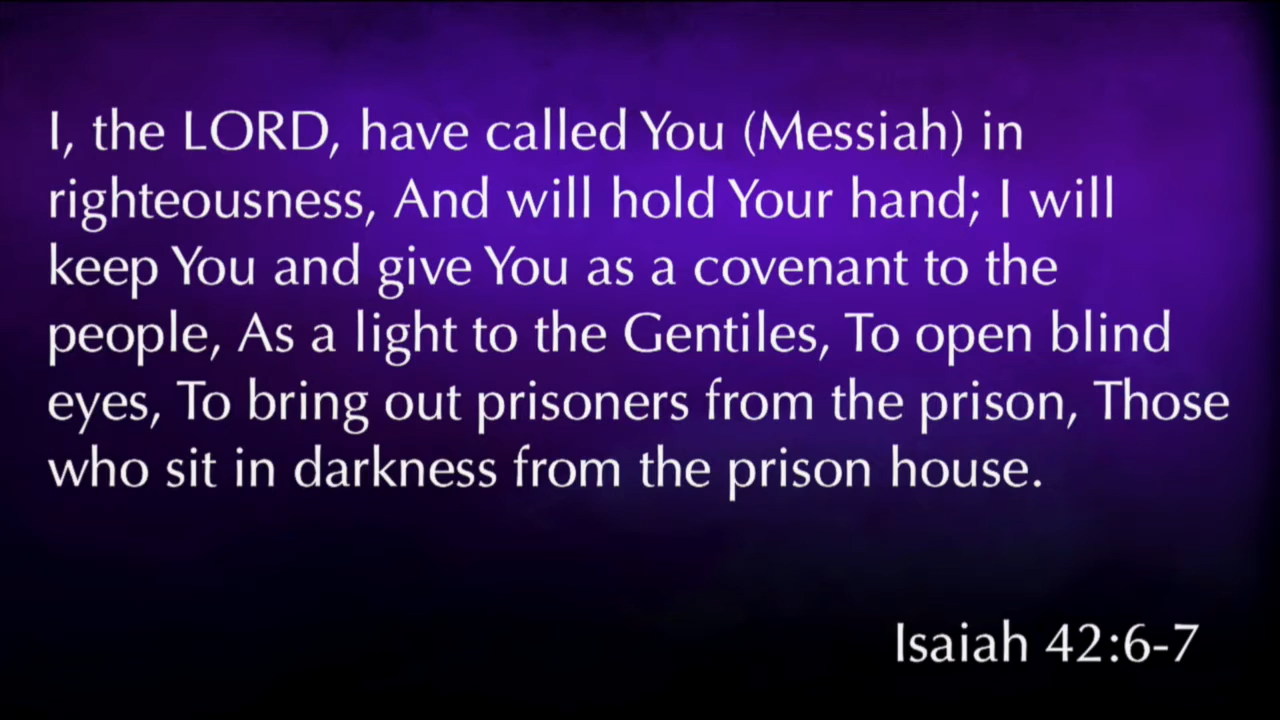 I, the LORD, have called You (Messiah) in
righteousness, And will hold Your hand; I will
keep You and give You as a covenant to the
people, As a light to the Gentiles, To open blind
eyes, To bring out prisoners from the prison, Those
who sit in darkness from the prison house.
Isaiah 42:6-7